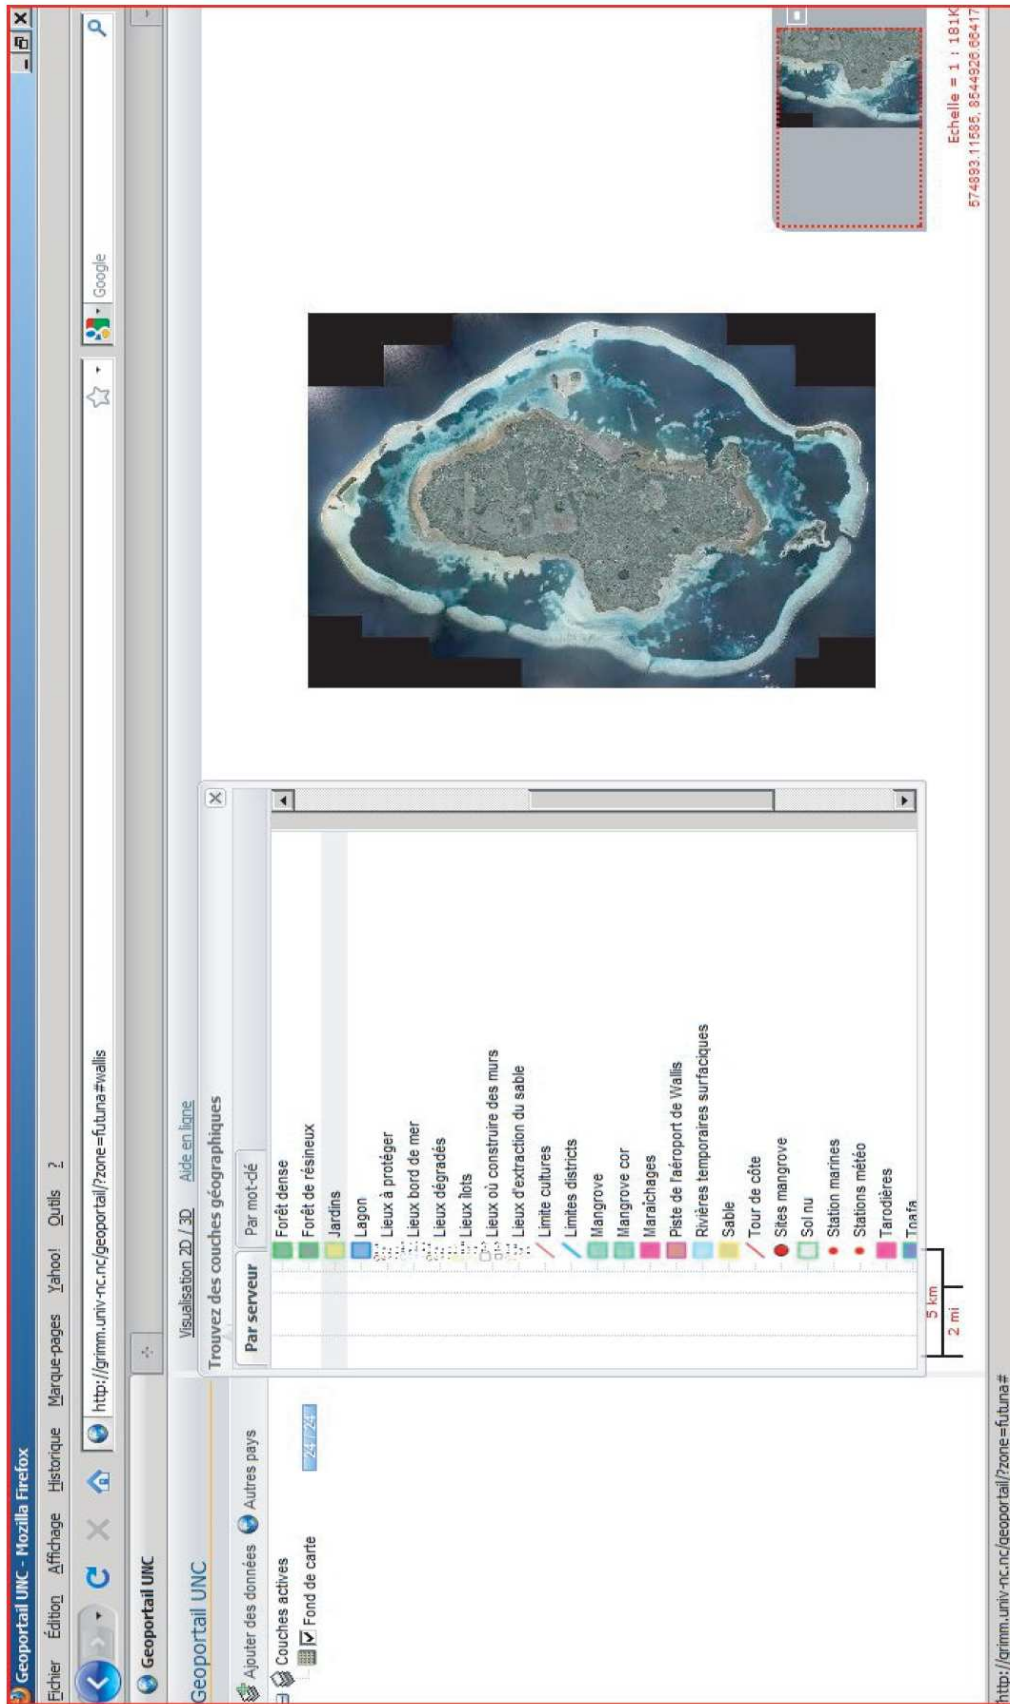 Geoportail UNC - Mozilla Firefox
Fichier Édition Affichage Historique Marque-pages Yahoo! Outils ?
http://grimm.univ-nc.nc/geoportail/?zone=futuna#wallis
Google
Geoportail UNC
Geoportail UNC
Visualisation 2D / 3D Aide en ligne
Ajouter des données Autres pays
Couches actives
Fond de carte 24 / 24
Trouvez des couches géographiques
Par serveur Par mot-clé
Forêt dense
Forêt de résineux
Jardins
Lagon
Lieux à protéger
Lieux bord de mer
Lieux dégradés
Lieux îlots
Lieux où construire des murs
Lieux d'extraction du sable
Limite cultures
Limites districts
Mangrove
Mangrove cor
Maraichages
Piste de l'aéroport de Wallis
Rivières temporaires surfaciques
Sable
Tour de côte
Sites mangrove
Sol nu
Station marines
Stations météo
Tarodières
Toafa
5 km
2 mi
Echelle = 1 : 181K
574893.11585, 8544926.66417
http://grimm.univ-nc.nc/geoportail/?zone=futuna#